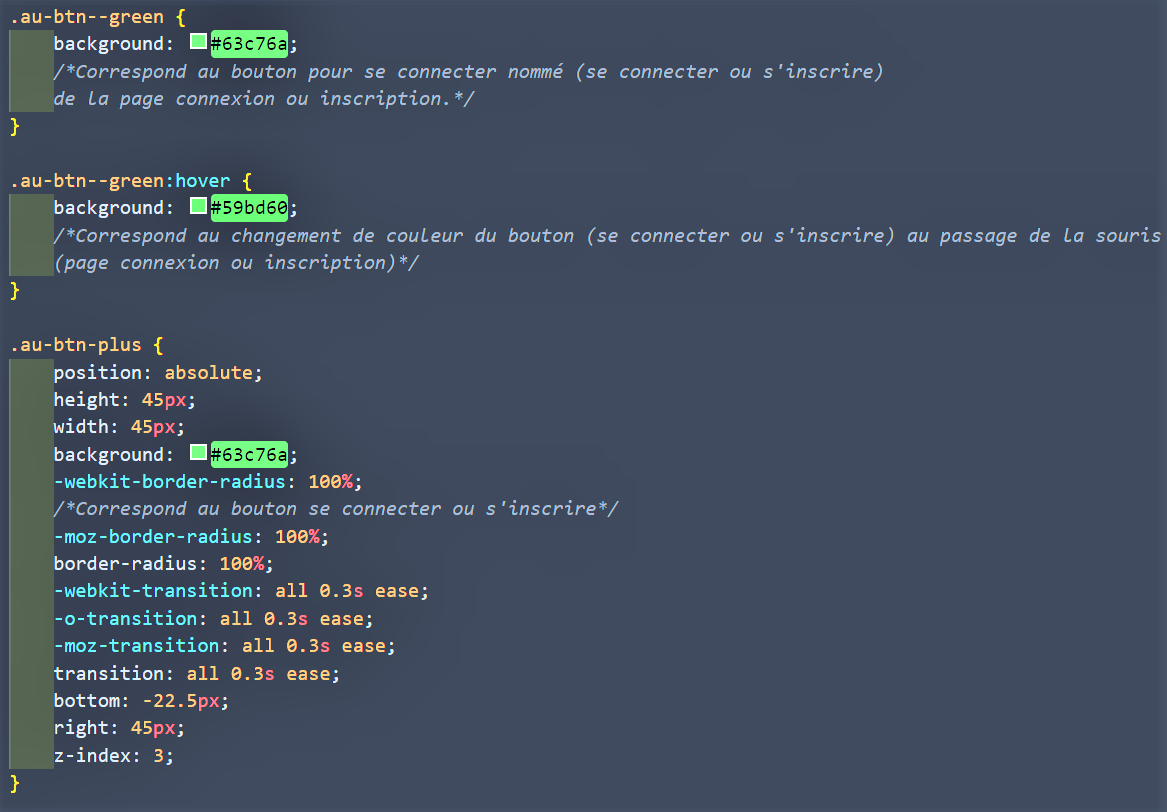 .au-btn--green {
    background: #63c76a;
    /*Correspond au bouton pour se connecter nommé (se connecter ou s'inscrire)
    de la page connexion ou inscription.*/
}

.au-btn--green:hover {
    background: #59bd60;
    /*Correspond au changement de couleur du bouton (se connecter ou s'inscrire) au passage de la souris
    (page connexion ou inscription)*/
}

.au-btn-plus {
    position: absolute;
    height: 45px;
    width: 45px;
    background: #63c76a;
    -webkit-border-radius: 100%;
    /*Correspond au bouton se connecter ou s'inscrire*/
    -moz-border-radius: 100%;
    border-radius: 100%;
    -webkit-transition: all 0.3s ease;
    -o-transition: all 0.3s ease;
    -moz-transition: all 0.3s ease;
    transition: all 0.3s ease;
    bottom: -22.5px;
    right: 45px;
    z-index: 3;
}